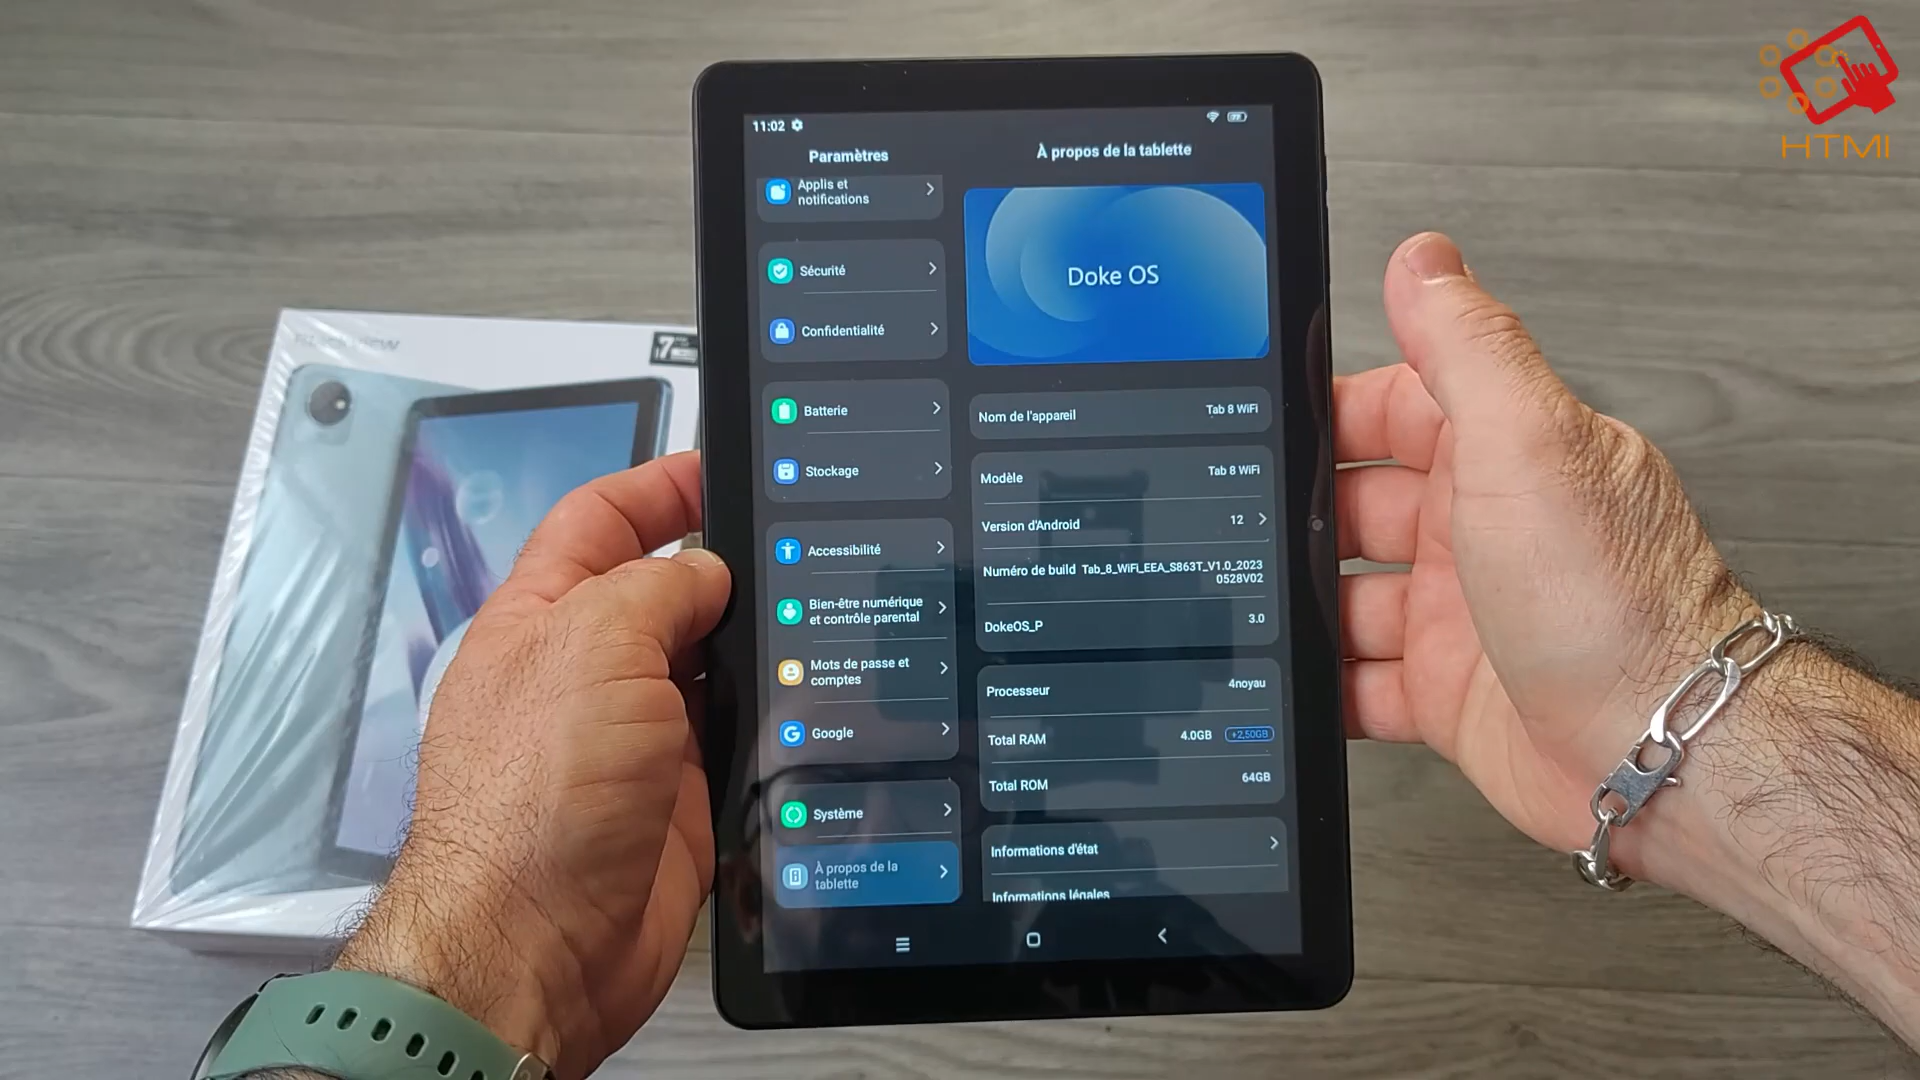 HTMI
11:02
Paramètres
Applis et
notifications
Sécurité
Confidentialité
Batterie
Stockage
Accessibilité
Bien-être numérique
et contrôle parental
Mots de passe et
comptes
Google
Système
À propos de la
tablette
À propos de la tablette
Doke OS
Nom de l'appareil Tab 8 WiFi
Modèle Tab 8 WiFi
Version d'Android 12
Numéro de build Tab_8_WiFi_EEA_S863T_V1.0_2023
0528V02
DokeOS_P 3.0
Processeur 4noyau
Total RAM 4.0GB +2,50GB
Total ROM 64GB
Informations d'état
Informations légales
7